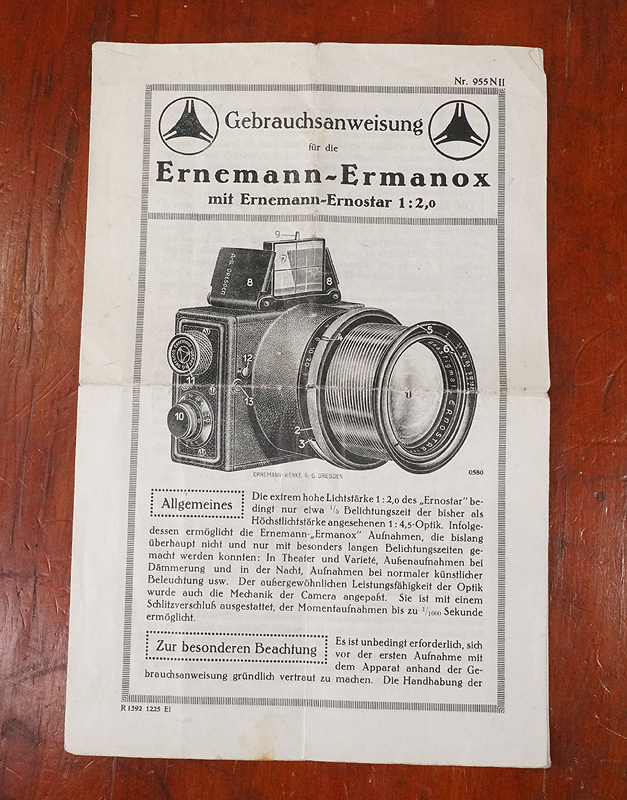 Nr. 955 N II
Gebrauchsanweisung
für die
Ernemann-Ermanox
mit Ernemann-Ernostar 1:2,0
9
A.-G. DRESDEN
8
8
4
5
6
12
11
13
10
2
3
ERNOSTAR
ERNEMANN-WERKE A.-G. DRESDEN
0580
Allgemeines
Die extrem hohe Lichtstärke 1 : 2,0 des „Ernostar" be-
dingt nur eiwa 1/5 Belichtungszeit der bisher als
Höchstlichtstärke angesehenen 1 : 4,5-Optik. Infolge-
dessen ermöglicht die Ernemann-„Ermanox" Aufnahmen, die bislang
überhaupt nicht und nur mit besonders langen Belichtungszeiten ge-
macht werden konnten: In Theater und Varieté, Außenaufnahmen bei
Dämmerung und in der Nacht, Aufnahmen bei normaler künstlicher
Beleuchtung usw. Der außergewöhnlichen Leistungsfähigkeit der Optik
wurde auch die Mechanik der Camera angepaßt. Sie ist mit einem
Schlitzverschluß ausgestattet, der Momentaufnahmen bis zu 1/1000 Sekunde
ermöglicht.
Zur besonderen Beachtung
Es ist unbedingt erforderlich, sich
vor der ersten Aufnahme mit
dem Apparat anhand der Ge-
brauchsanweisung gründlich vertraut zu machen. Die Handhabung der
R 1392 1225 EI